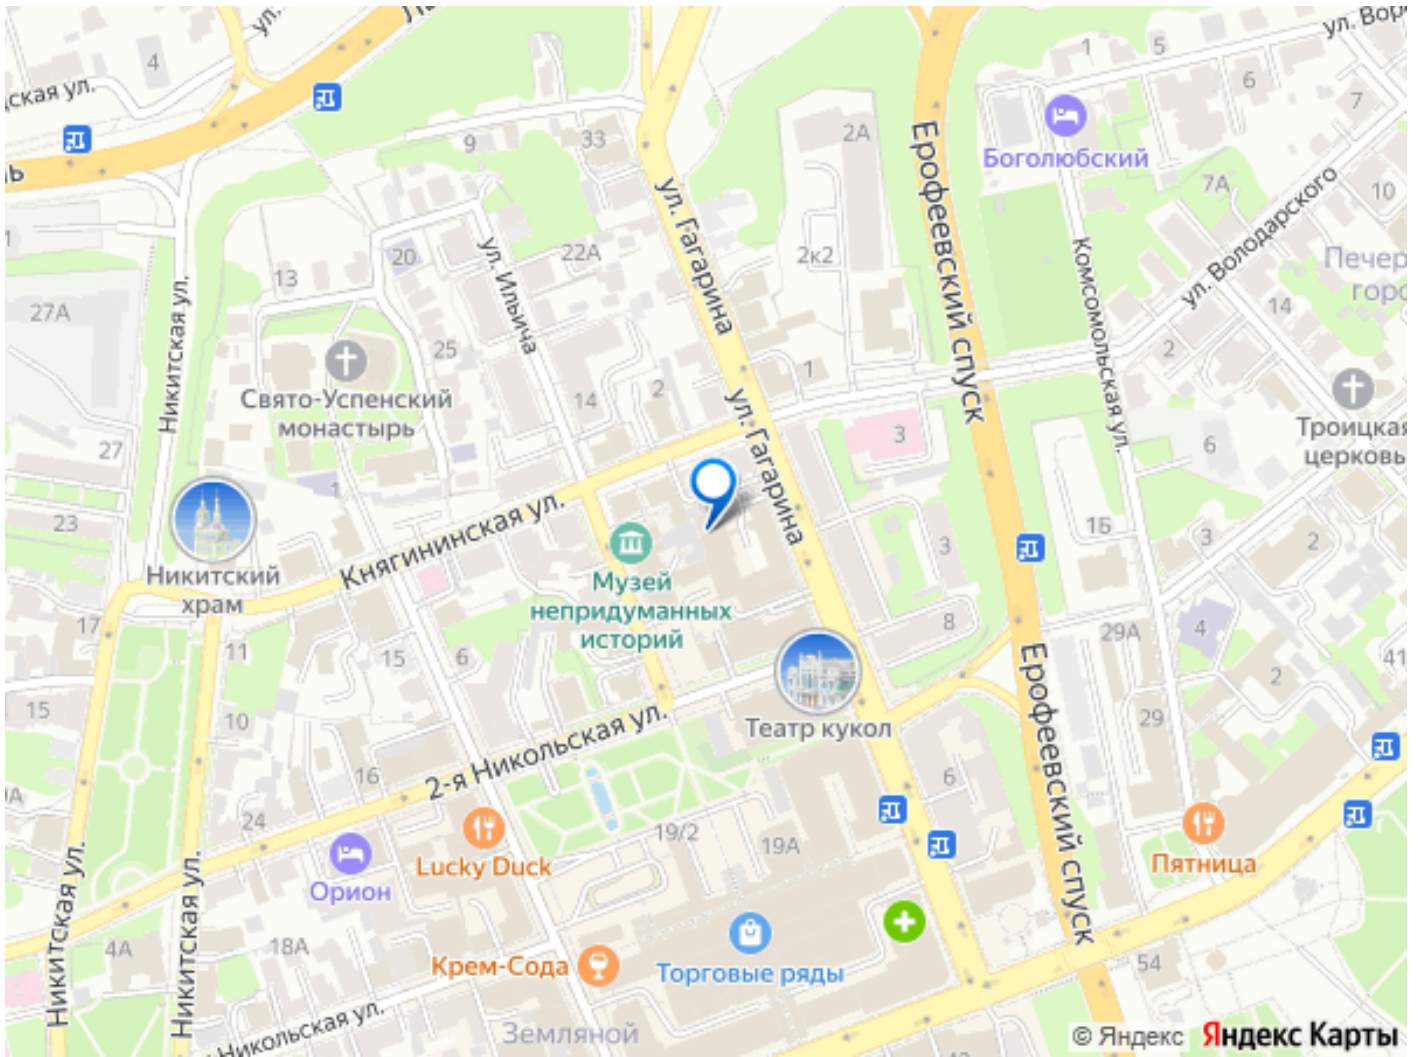 ул. Вор
1
5
4
6
ская ул.
7
2А
33
9
Боголюбский
ул. Гагарина
7А
10
Ерофеевский спуск
ул. Володарского
1
22А
20
2к2
Комсомольская ул.
Печер
горо
ул. Ильича
13
14
27А
Никитская ул.
25
2
1
Свято-Успенский
монастырь
14
2
ул. Гагарина
3
6
Троицкая
церковь
27
1
Княгининская ул.
23
1Б
3
3
2
Никитский
храм
Музей
непридуманных
историй
17
11
15
6
8
29А
4
41
2
15
10
2-я Никольская ул.
Театр кукол
29
Ерофеевский спуск
16
6
24
19/2
19А
Lucky Duck
Орион
Пятница
Никитская ул.
Никитская ул.
4А
18А
Крем-Сода
Торговые ряды
54
Никольская ул.
Земляной
© Яндекс Яндекс Карты